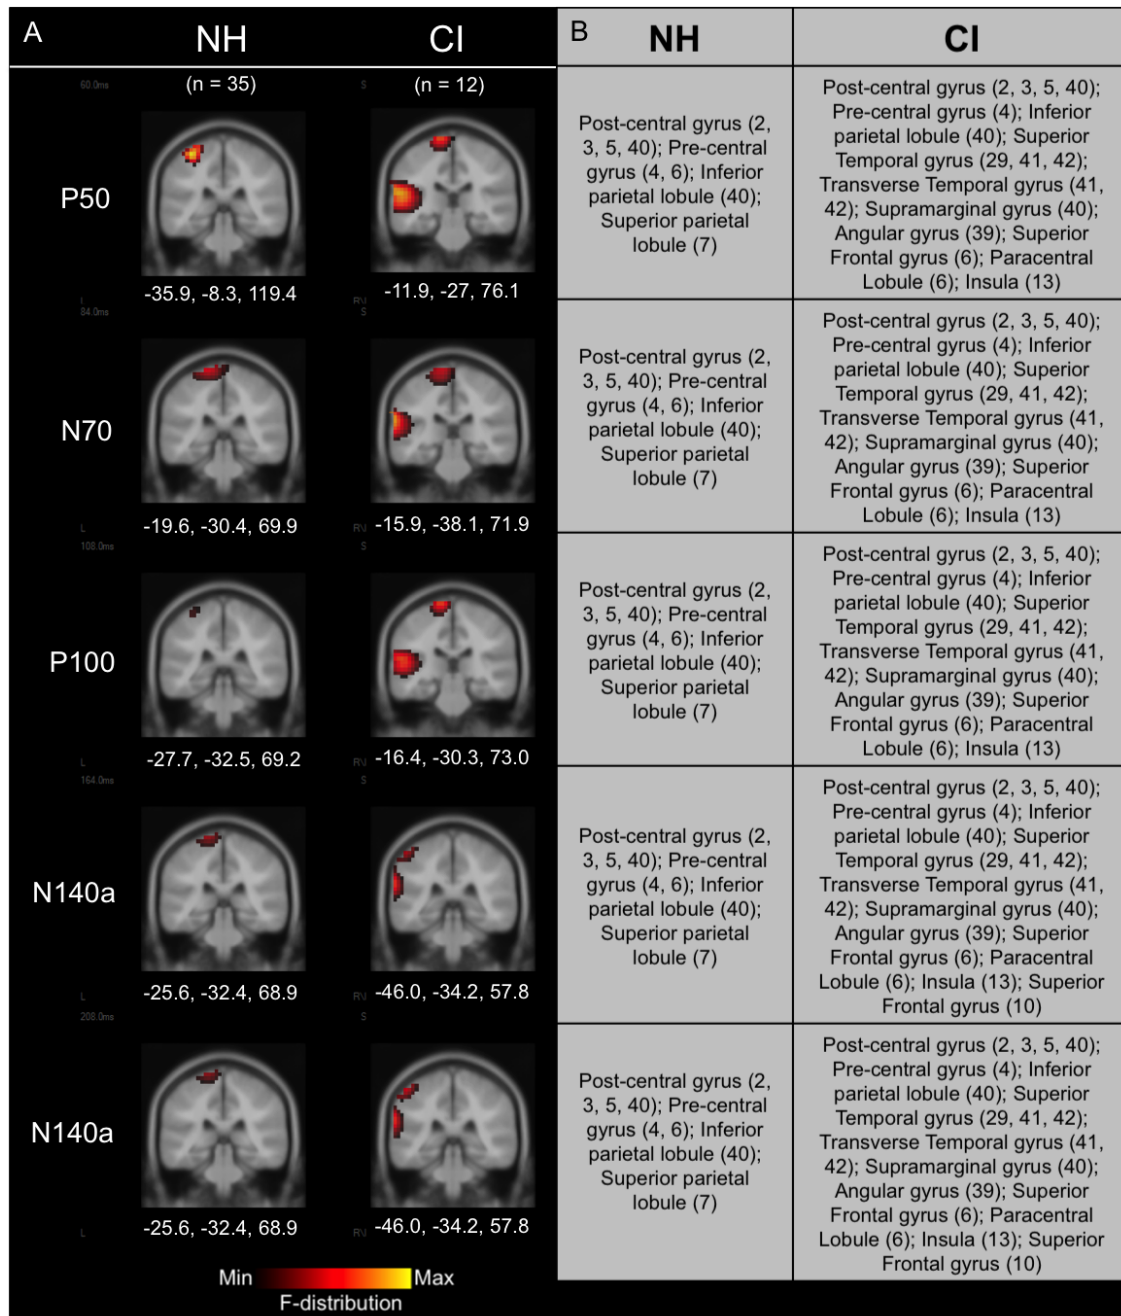 A
NH
CI
(n = 35)
(n = 12)
60.0ms
S
P50
-35.9, -8.3, 119.4
-11.9, -27, 76.1
L
RVI
84.0ms
S
N70
-19.6, -30.4, 69.9
-15.9, -38.1, 71.9
L
108.0ms
S
P100
-27.7, -32.5, 69.2
-16.4, -30.3, 73.0
L
164.0ms
S
N140a
-25.6, -32.4, 68.9
-46.0, -34.2, 57.8
L
208.0ms
S
N140a
-25.6, -32.4, 68.9
-46.0, -34.2, 57.8
L
Min
Max
F-distribution
B
NH
CI
Post-central gyrus (2,
3, 5, 40); Pre-central
gyrus (4, 6); Inferior
parietal lobule (40);
Superior parietal
lobule (7)
Post-central gyrus (2, 3, 5, 40);
Pre-central gyrus (4); Inferior
parietal lobule (40); Superior
Temporal gyrus (29, 41, 42);
Transverse Temporal gyrus (41,
42); Supramarginal gyrus (40);
Angular gyrus (39); Superior
Frontal gyrus (6); Paracentral
Lobule (6); Insula (13)
Post-central gyrus (2,
3, 5, 40); Pre-central
gyrus (4, 6); Inferior
parietal lobule (40);
Superior parietal
lobule (7)
Post-central gyrus (2, 3, 5, 40);
Pre-central gyrus (4); Inferior
parietal lobule (40); Superior
Temporal gyrus (29, 41, 42);
Transverse Temporal gyrus (41,
42); Supramarginal gyrus (40);
Angular gyrus (39); Superior
Frontal gyrus (6); Paracentral
Lobule (6); Insula (13)
Post-central gyrus (2,
3, 5, 40); Pre-central
gyrus (4, 6); Inferior
parietal lobule (40);
Superior parietal
lobule (7)
Post-central gyrus (2, 3, 5, 40);
Pre-central gyrus (4); Inferior
parietal lobule (40); Superior
Temporal gyrus (29, 41, 42);
Transverse Temporal gyrus (41,
42); Supramarginal gyrus (40);
Angular gyrus (39); Superior
Frontal gyrus (6); Paracentral
Lobule (6); Insula (13)
Post-central gyrus (2,
3, 5, 40); Pre-central
gyrus (4, 6); Inferior
parietal lobule (40);
Superior parietal
lobule (7)
Post-central gyrus (2, 3, 5, 40);
Pre-central gyrus (4); Inferior
parietal lobule (40); Superior
Temporal gyrus (29, 41, 42);
Transverse Temporal gyrus (41,
42); Supramarginal gyrus (40);
Angular gyrus (39); Superior
Frontal gyrus (6); Paracentral
Lobule (6); Insula (13); Superior
Frontal gyrus (10)
Post-central gyrus (2,
3, 5, 40); Pre-central
gyrus (4, 6); Inferior
parietal lobule (40);
Superior parietal
lobule (7)
Post-central gyrus (2, 3, 5, 40);
Pre-central gyrus (4); Inferior
parietal lobule (40); Superior
Temporal gyrus (29, 41, 42);
Transverse Temporal gyrus (41,
42); Supramarginal gyrus (40);
Angular gyrus (39); Superior
Frontal gyrus (6); Paracentral
Lobule (6); Insula (13); Superior
Frontal gyrus (10)